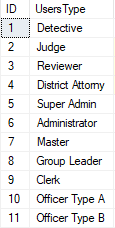 ID UsersType
1 Detective
2 Judge
3 Reviewer
4 District Attorny
5 Super Admin
6 Administrator
7 Master
8 Group Leader
9 Clerk
10 Officer Type A
11 Officer Type B